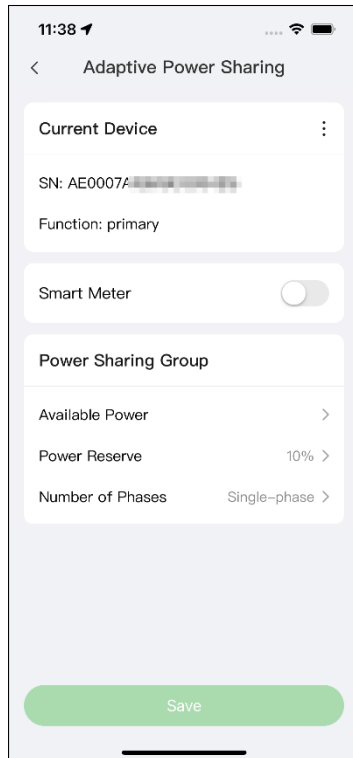 11:38
Adaptive Power Sharing
Current Device
SN: AE0007A
Function: primary
Smart Meter
Power Sharing Group
Available Power
Power Reserve 10%
Number of Phases Single-phase
Save